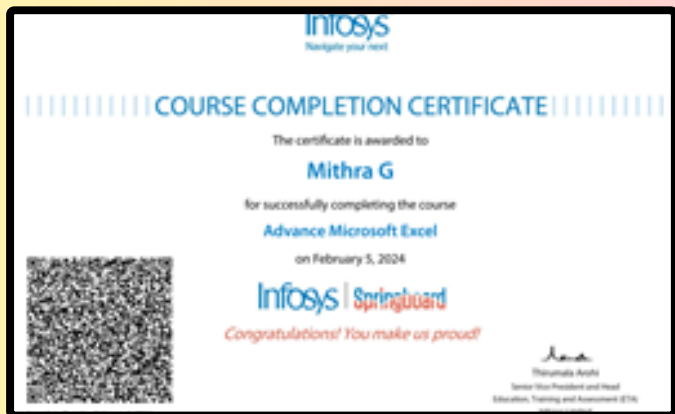 Infosys
Navigate your next
COURSE COMPLETION CERTIFICATE
The certificate is awarded to
Mithra G
for successfully completing the course
Advance Microsoft Excel
on February 5, 2024
Infosys | Springboard
Congratulations! You make us proud!
Thirumala Arohi
Senior Vice President and Head
Education, Training and Assessment (ETA)
Infosys Limited